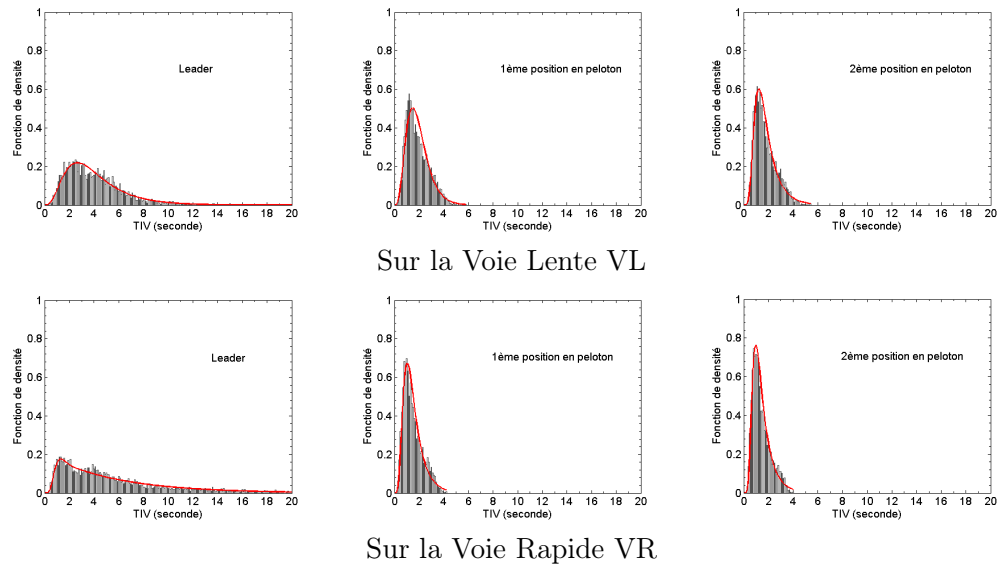 Fonction de densité
1
0.8
0.6
0.4
0.2
0
Leader
0 2 4 6 8 10 12 14 16 18 20
TIV (seconde)
Fonction de densité
1
0.8
0.6
0.4
0.2
0
1ème position en peloton
0 2 4 6 8 10 12 14 16 18 20
TIV (seconde)
Fonction de densité
1
0.8
0.6
0.4
0.2
0
2ème position en peloton
0 2 4 6 8 10 12 14 16 18 20
TIV (seconde)
Sur la Voie Lente VL
Fonction de densité
1
0.8
0.6
0.4
0.2
0
Leader
0 2 4 6 8 10 12 14 16 18 20
TIV (seconde)
Fonction de densité
1
0.8
0.6
0.4
0.2
0
1ème position en peloton
0 2 4 6 8 10 12 14 16 18 20
TIV (seconde)
Fonction de densité
1
0.8
0.6
0.4
0.2
0
2ème position en peloton
0 2 4 6 8 10 12 14 16 18 20
TIV (seconde)
Sur la Voie Rapide VR